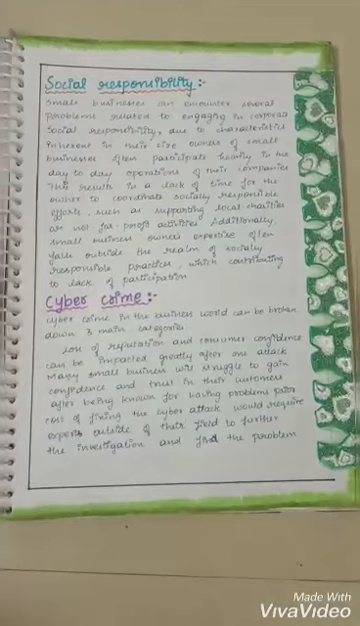 Social responsibility :-
Small businesses can encounter several
problems related to engaging in corporate
Social responsibility, due to characteristics
inherent in their size owners of small
businesses often participate heavily in the
day to day operations of their companies
This results in a lack of time for the
owner to coordinate socially responsible
efforts, such as supporting local charities
or not-for-profit activities Additionally,
small business owners expertise often
falls outside the realm of socially
responsible practices, which contributing
to lack of participation
Cyber crime :-
Cyber crime in the business world can be broken
down 3 main categories
Loss of reputation and consumer confidence
can be impacted greatly after one attack
Many small business will struggle to gain
confidence and trust in their customers
after being known for having problems prior
cost of fixing the cyber attack would require
experts outside of their field to further
the investigation and find the problem
Made With
VivaVideo